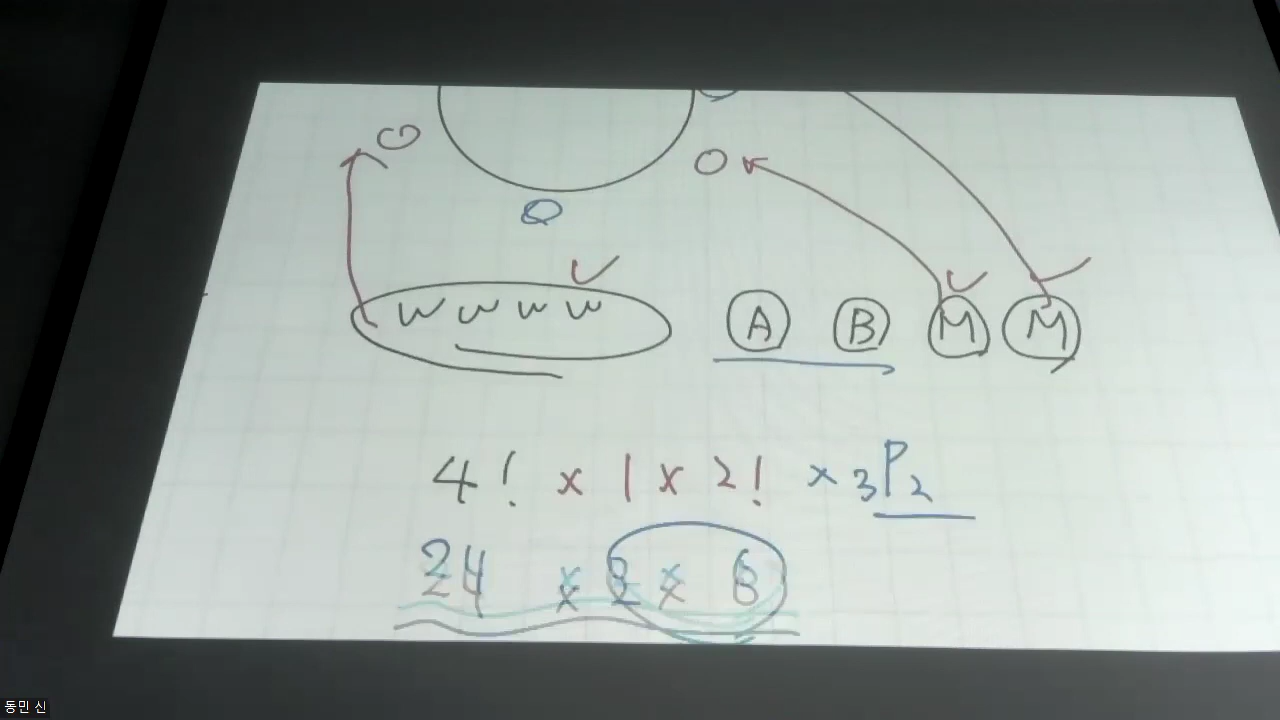 W W W W A B M M
4! x 1 x 2! x ₃P₂
24 x 2 x 6
동민 신